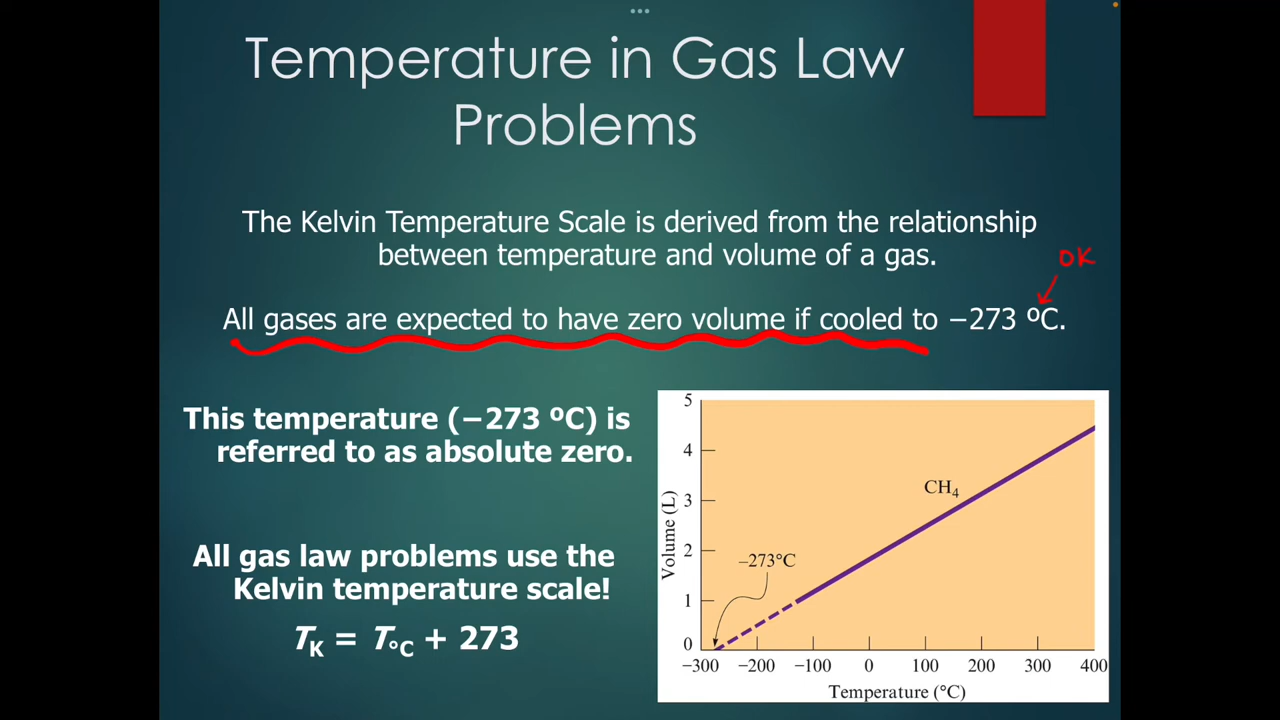 Temperature in Gas Law
Problems
The Kelvin Temperature Scale is derived from the relationship
between temperature and volume of a gas.
0K
All gases are expected to have zero volume if cooled to −273 ºC.
This temperature (−273 ºC) is
referred to as absolute zero.
All gas law problems use the
Kelvin temperature scale!
T_K = T_°C + 273
5
4
3
2
1
0
Volume (L)
CH₄
−273°C
−300 −200 −100 0 100 200 300 400
Temperature (°C)